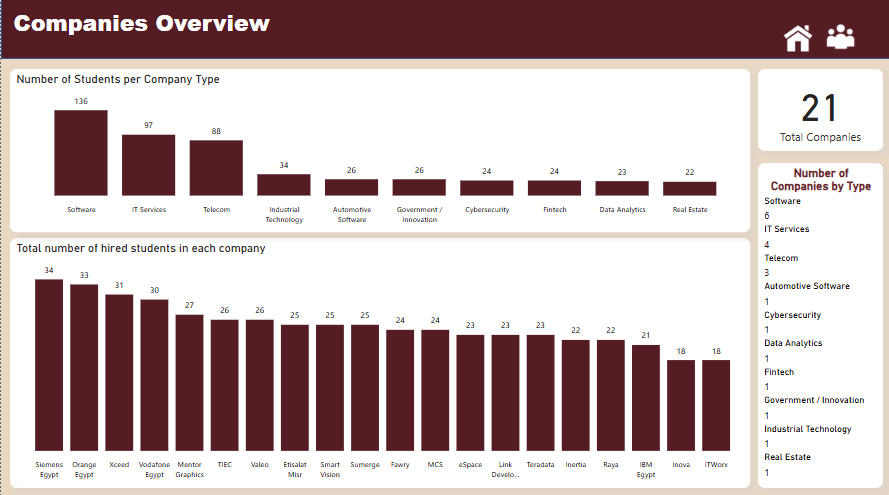 Companies Overview
Number of Students per Company Type
136
97
88
34
26
26
24
24
23
22
Software
IT Services
Telecom
Industrial
Technology
Automotive
Software
Government /
Innovation
Cybersecurity
Fintech
Data Analytics
Real Estate
21
Total Companies
Number of
Companies by Type
Software
6
IT Services
4
Telecom
3
Automotive Software
1
Cybersecurity
1
Data Analytics
1
Fintech
1
Government / Innovation
1
Industrial Technology
1
Real Estate
1
Total number of hired students in each company
34
33
31
30
27
26
26
25
25
25
24
24
23
23
23
22
22
21
18
18
Siemens
Egypt
Orange
Egypt
Xceed
Vodafone
Egypt
Mentor
Graphics
TIEC
Valeo
Etisalat
Misr
Smart
Vision
Sumerge
Fawry
MCS
eSpace
Link
Develo...
Teradata
Inertia
Raya
IBM
Egypt
Inova
ITWorx